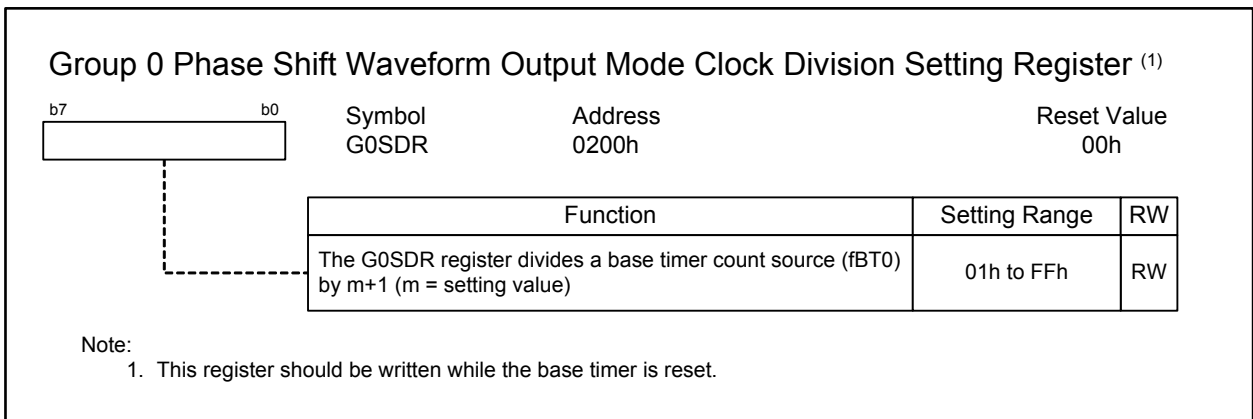 Group 0 Phase Shift Waveform Output Mode Clock Division Setting Register (1)
b7 b0 Symbol Address Reset Value
G0SDR 0200h 00h
Function Setting Range RW
The G0SDR register divides a base timer count source (fBT0)
by m+1 (m = setting value)
01h to FFh RW
Note:
1. This register should be written while the base timer is reset.